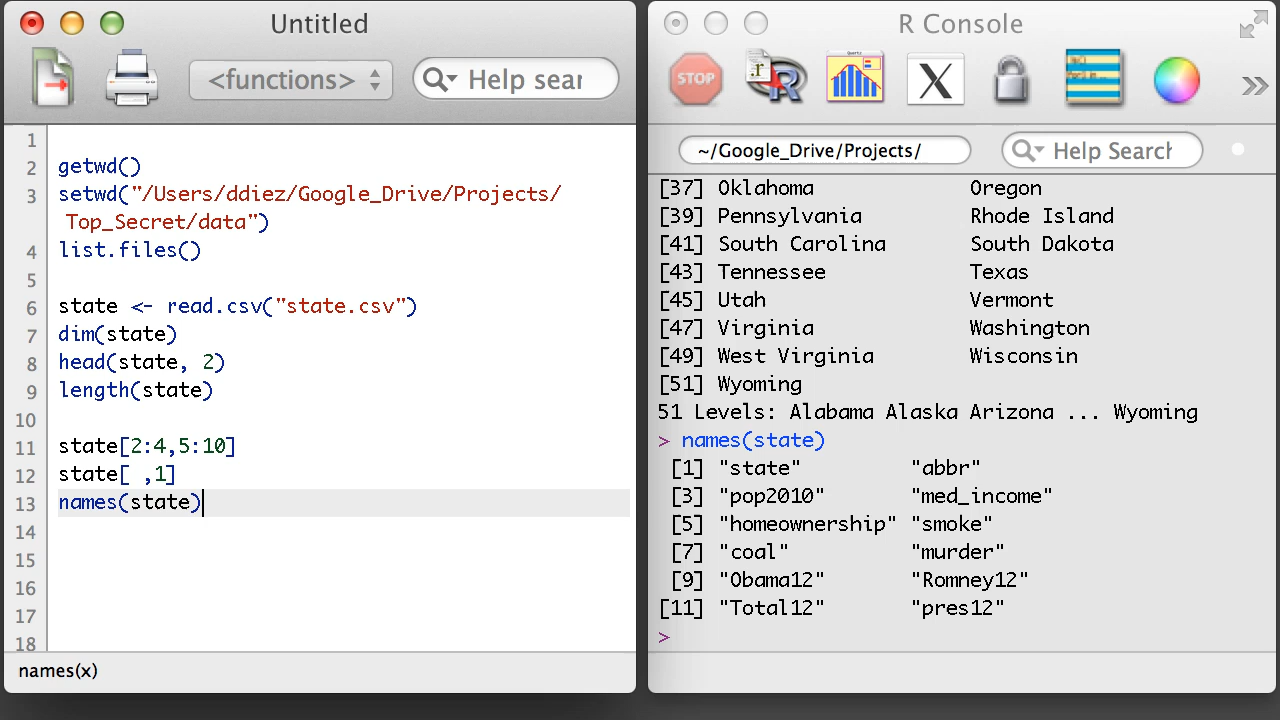 Untitled
<functions>
Help sear
1
2 getwd()
3 setwd("/Users/ddiez/Google_Drive/Projects/
Top_Secret/data")
4 list.files()
5
6 state <- read.csv("state.csv")
7 dim(state)
8 head(state, 2)
9 length(state)
10
11 state[2:4,5:10]
12 state[ ,1]
13 names(state)
14
15
16
17
18
names(x)
R Console
STOP
R
X
~/Google_Drive/Projects/
Help Search
[37] Oklahoma Oregon
[39] Pennsylvania Rhode Island
[41] South Carolina South Dakota
[43] Tennessee Texas
[45] Utah Vermont
[47] Virginia Washington
[49] West Virginia Wisconsin
[51] Wyoming
51 Levels: Alabama Alaska Arizona ... Wyoming
> names(state)
[1] "state" "abbr"
[3] "pop2010" "med_income"
[5] "homeownership" "smoke"
[7] "coal" "murder"
[9] "Obama12" "Romney12"
[11] "Total12" "pres12"
>